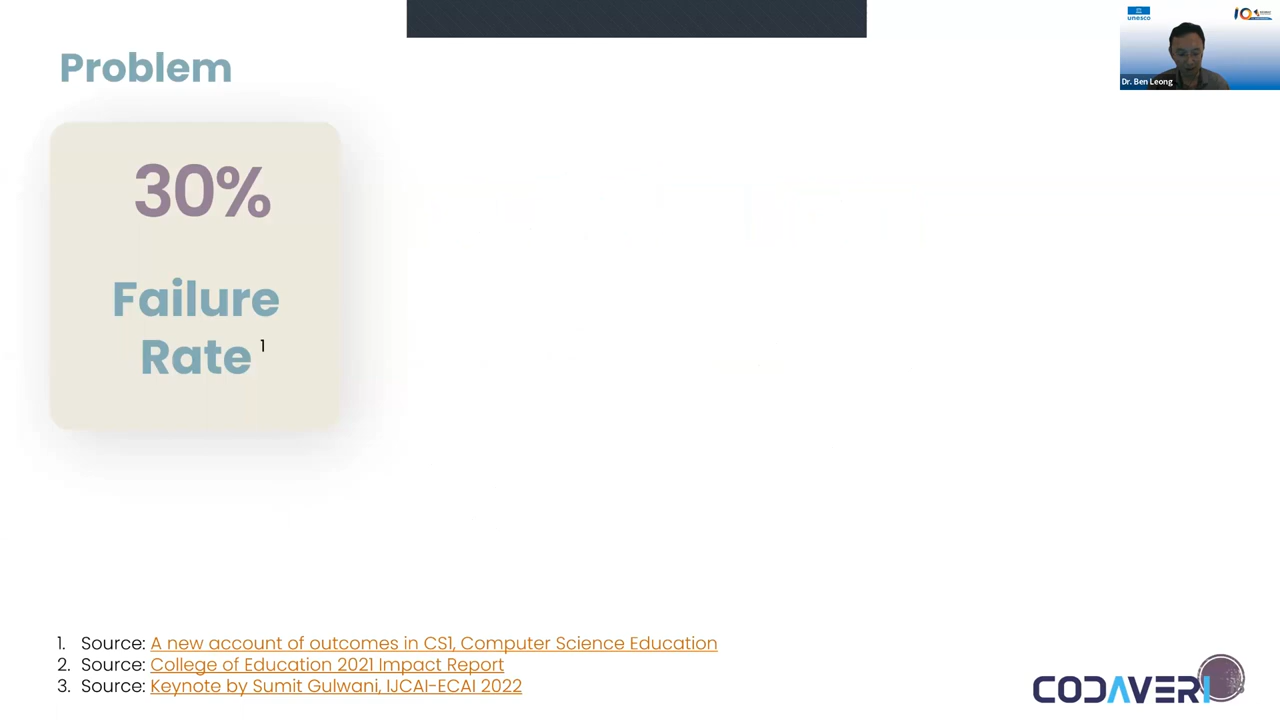 unesco
IQ
Dr. Ben Leong
Problem
30%
Failure
Rate 1
1. Source: A new account of outcomes in CS1, Computer Science Education
2. Source: College of Education 2021 Impact Report
3. Source: Keynote by Sumit Gulwani, IJCAI-ECAI 2022
CODAVERI